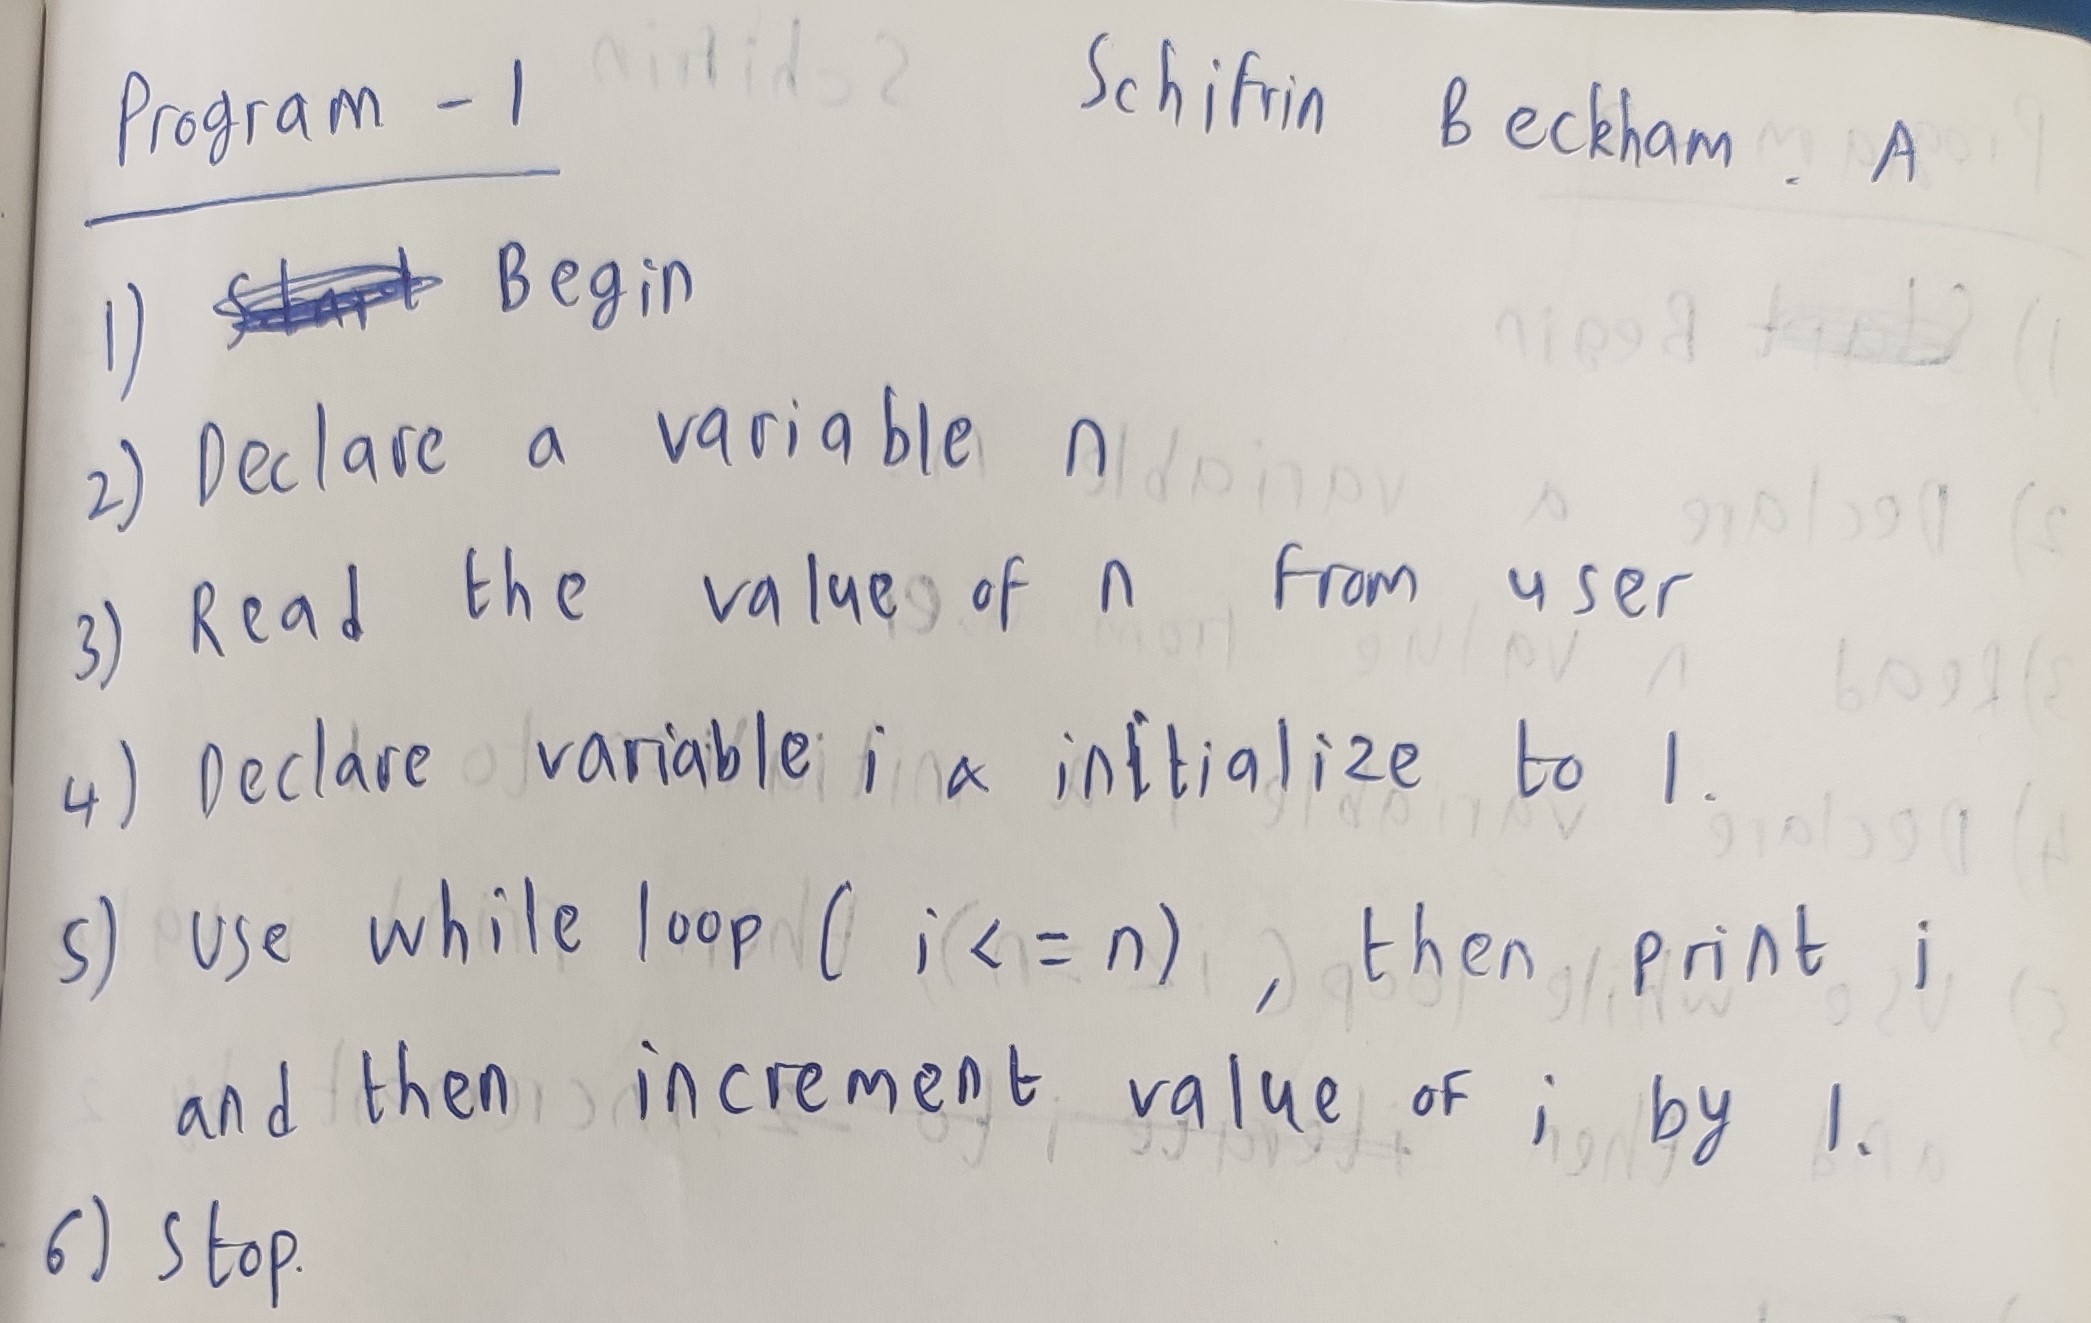 Program - 1
Schifrin Beckham. A
1) Start Begin
2) Declare a variable n
3) Read the value of n from user
4) Declare variable i & initialize to 1.
5) Use while loop ( i <= n) , then print i
and then increment value of i by 1.
6) Stop.